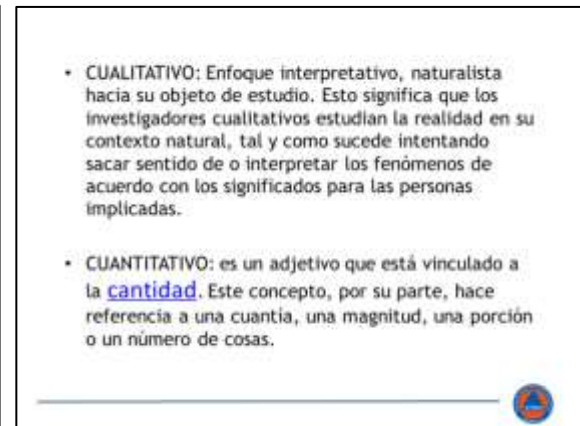 • CUALITATIVO: Enfoque interpretativo, naturalista
hacia su objeto de estudio. Esto significa que los
investigadores cualitativos estudian la realidad en su
contexto natural, tal y como sucede intentando
sacar sentido de o interpretar los fenómenos de
acuerdo con los significados para las personas
implicadas.
• CUANTITATIVO: es un adjetivo que está vinculado a
la cantidad. Este concepto, por su parte, hace
referencia a una cuantía, una magnitud, una porción
o un número de cosas.